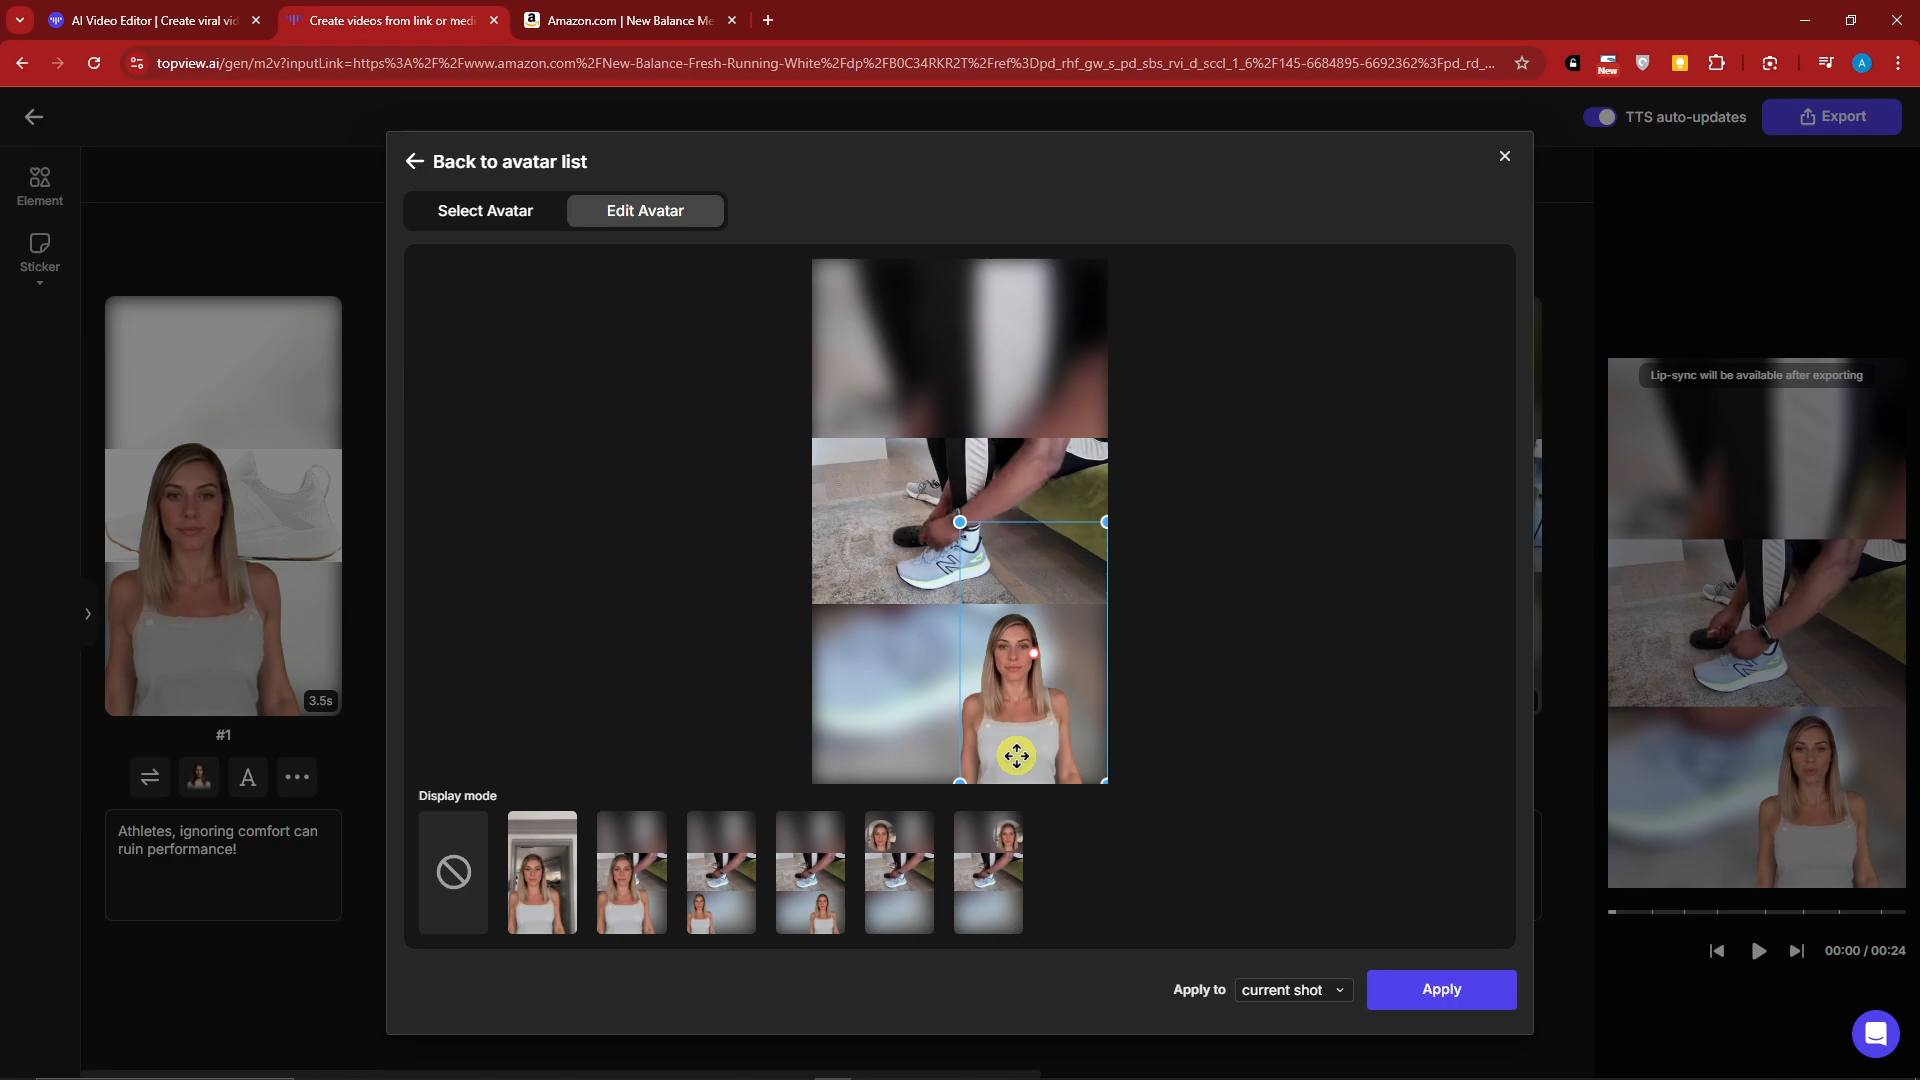 AI Video Editor | Create viral vid
Create videos from link or medi
Amazon.com | New Balance Me
topview.ai/gen/m2v?inputLink=https%3A%2F%2Fwww.amazon.com%2FNew-Balance-Fresh-Running-White%2Fdp%2FB0C34RKR2T%2Fref%3Dpd_rhf_gw_s_pd_sbs_rvi_d_sccl_1_6%2F145-6684895-6692362%3Fpd_rd_...
New
A
TTS auto-updates
Export
Back to avatar list
Element
Select Avatar
Edit Avatar
Sticker
Lip-sync will be available after exporting
3.5s
#1
A
Display mode
Athletes, ignoring comfort can
ruin performance!
00:00 / 00:24
Apply to
current shot
Apply